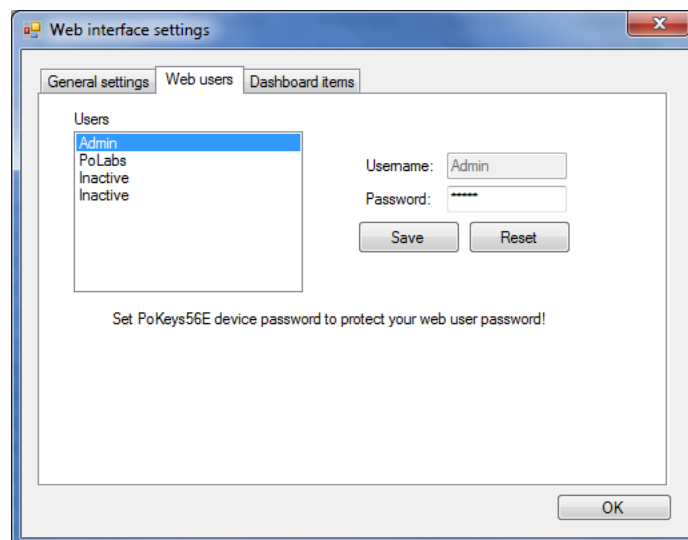 Web interface settings
General settings
Web users
Dashboard items
Users
Admin
PoLabs
Inactive
Inactive
Username: Admin
Password: *****
Save
Reset
Set PoKeys56E device password to protect your web user password!
OK